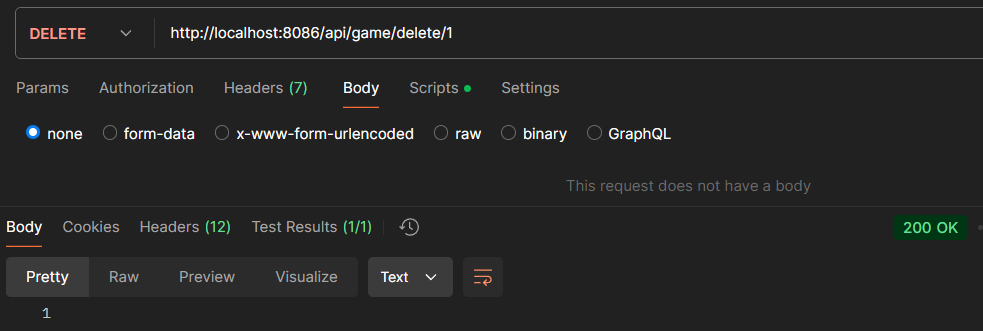 DELETE http://localhost:8086/api/game/delete/1
Params Authorization Headers (7) Body Scripts Settings
none form-data x-www-form-urlencoded raw binary GraphQL
This request does not have a body
Body Cookies Headers (12) Test Results (1/1) 200 OK
Pretty Raw Preview Visualize Text
1